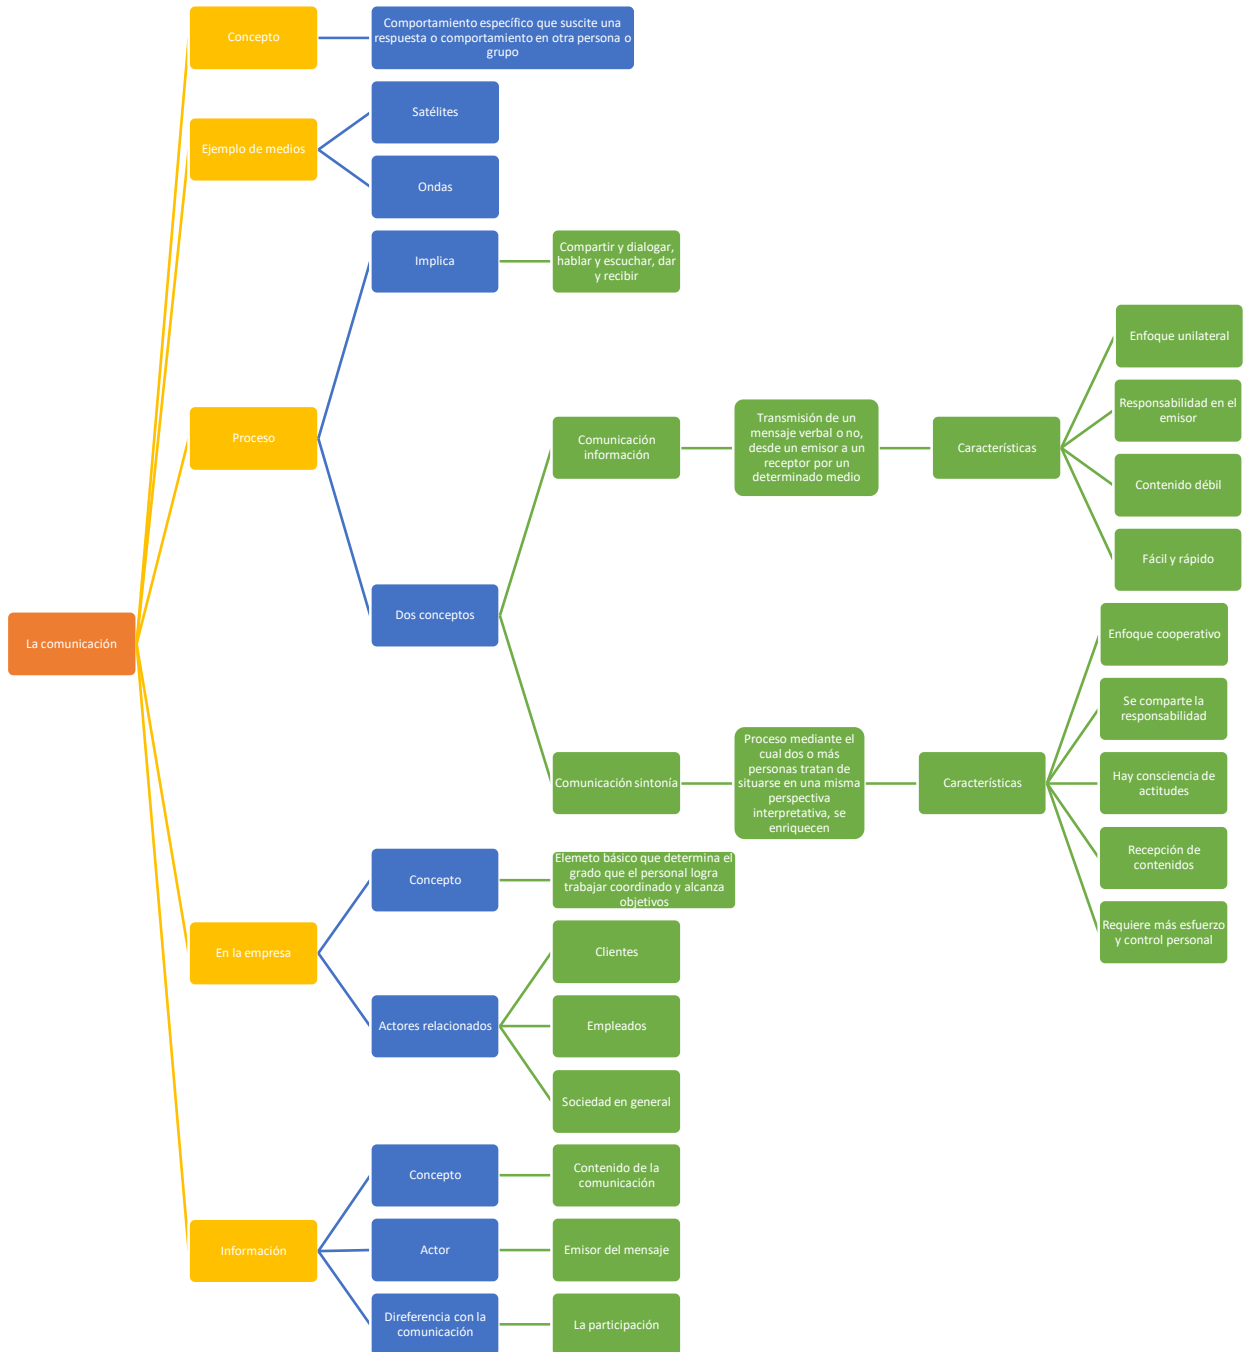 Concepto
Comportamiento específico que suscite una
respuesta o comportamiento en otra persona o
grupo
Ejemplo de medios
Satélites
Ondas
Proceso
Implica
Compartir y dialogar,
hablar y escuchar, dar
y recibir
Dos conceptos
Comunicación
información
Transmisión de un
mensaje verbal o no,
desde un emisor a un
receptor por un
determinado medio
Características
Enfoque unilateral
Responsabilidad en el
emisor
Contenido débil
Fácil y rápido
La comunicación
Comunicación sintonía
Proceso mediante el
cual dos o más
personas tratan de
situarse en una misma
perspectiva
interpretativa, se
enriquecen
Características
Enfoque cooperativo
Se comparte la
responsabilidad
Hay consciencia de
actitudes
Recepción de
contenidos
Requiere más esfuerzo
y control personal
En la empresa
Concepto
Elemeto básico que determina el
grado que el personal logra
trabajar coordinado y alcanza
objetivos
Actores relacionados
Clientes
Empleados
Sociedad en general
Información
Concepto
Contenido de la
comunicación
Actor
Emisor del mensaje
Direferencia con la
comunicación
La participación